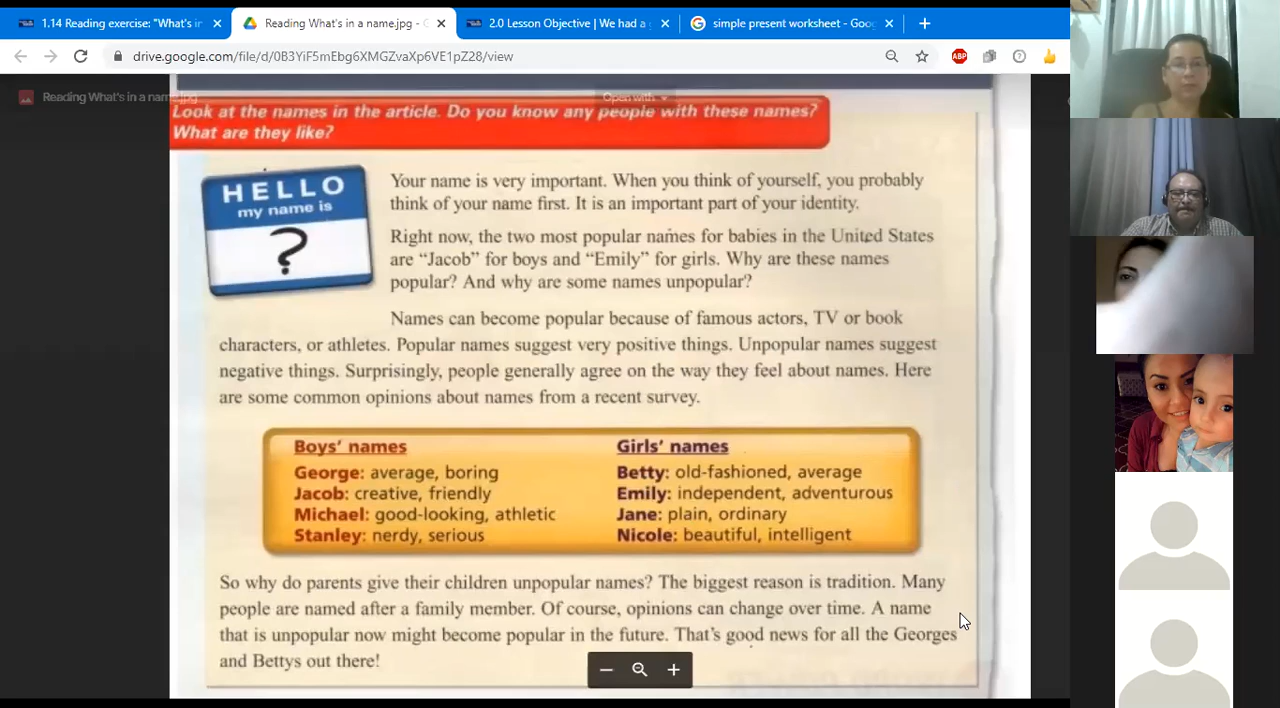 1.14 Reading exercise: "What's in
Reading What's in a name.jpg - G
2.0 Lesson Objective | We had a
simple present worksheet - Goo
drive.google.com/file/d/0B3YiF5mEbg6XMGZvaXp6VE1pZ28/view
ABP
Reading What's in a name.jpg
Open with
Look at the names in the article. Do you know any people with these names?
What are they like?
HELLO
my name is
?
Your name is very important. When you think of yourself, you probably
think of your name first. It is an important part of your identity.
Right now, the two most popular names for babies in the United States
are “Jacob” for boys and “Emily” for girls. Why are these names
popular? And why are some names unpopular?
Names can become popular because of famous actors, TV or book
characters, or athletes. Popular names suggest very positive things. Unpopular names suggest
negative things. Surprisingly, people generally agree on the way they feel about names. Here
are some common opinions about names from a recent survey.
Boys’ names
George: average, boring
Jacob: creative, friendly
Michael: good-looking, athletic
Stanley: nerdy, serious
Girls’ names
Betty: old-fashioned, average
Emily: independent, adventurous
Jane: plain, ordinary
Nicole: beautiful, intelligent
So why do parents give their children unpopular names? The biggest reason is tradition. Many
people are named after a family member. Of course, opinions can change over time. A name
that is unpopular now might become popular in the future. That’s good news for all the Georges
and Bettys out there!